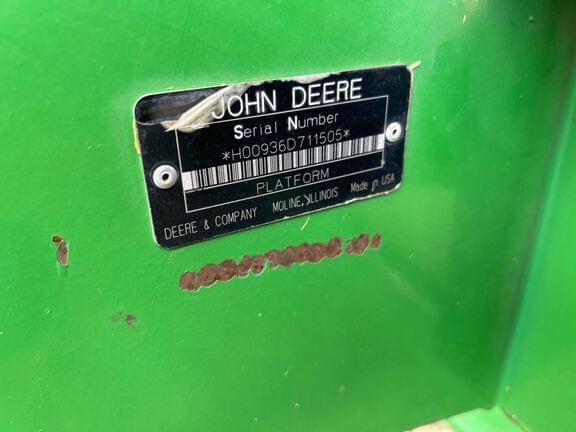 JOHN DEERE
Serial Number
*H00936D711505*
PLATFORM
DEERE & COMPANY MOLINE, ILLINOIS Made in USA